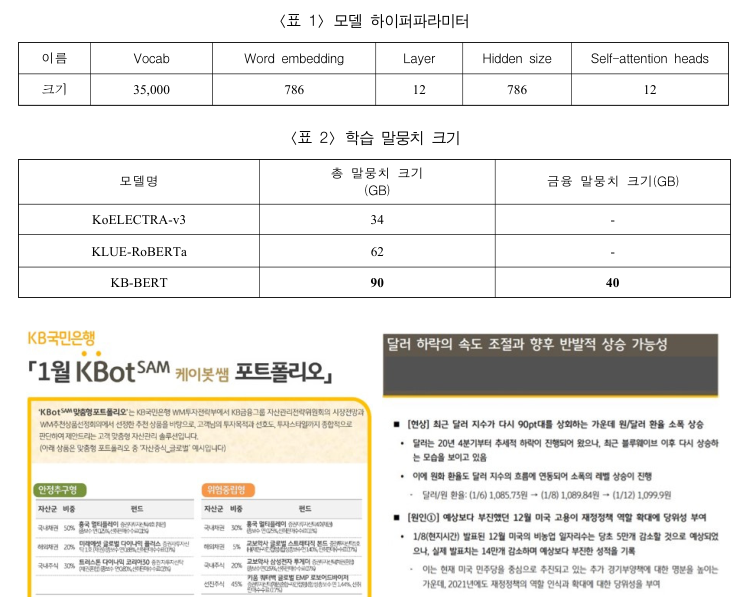 〈표 1〉 모델 하이퍼파라미터
이름 Vocab Word embedding Layer Hidden size Self-attention heads
크기 35,000 786 12 786 12
〈표 2〉 학습 말뭉치 크기
모델명 총 말뭉치 크기 (GB) 금융 말뭉치 크기(GB)
KoELECTRA-v3 34 -
KLUE-RoBERTa 62 -
KB-BERT 90 40
KB국민은행
「1월 KBot SAM 케이봇쌤 포트폴리오」
'KBot SAM 맞춤형포트폴리오'는 KB국민은행 WM투자전략부에서 KB금융그룹 자산관리전략위원회의 시장전망과
WM추천상품선정회의에서 선정한 추천 상품을 바탕으로, 고객님의 투자목적과 선호도, 투자스타일까지 종합적으로
판단하여 제안드리는 고객 맞춤형 자산관리 솔루션입니다.
(아래 상품은 맞춤형 포트폴리오 중 '자산증식_글로벌' 예시입니다)
안정추구형
자산군 비중 펀드
국내채권 50% 흥국 멀티플레이
해외채권 20% 미래에셋 글로벌 다이나믹 플러스
국내주식 30% 트러스톤 다이나믹 코리아30
위험중립형
자산군 비중 펀드
국내채권 30% 흥국 멀티플레이
해외채권 5% 교보악사 글로벌 스트래티직 본드
국내주식 20% 교보악사 삼성전자 투게더
선진주식 45% 키움 쿼터백 글로벌 EMP 로보어드바이저
달러 하락의 속도 조절과 향후 반발적 상승 가능성
■ [현상] 최근 달러 지수가 다시 90pt대를 상회하는 가운데 원/달러 환율 소폭 상승
• 달러는 20년 4분기부터 추세적 하락이 진행되어 왔으나, 최근 블루웨이브 이후 다시 상승하
는 모습을 보이고 있음
• 이에 원화 환율도 달러 지수의 흐름에 연동되어 소폭의 레벨 상승이 진행
- 달러/원 환율: (1/6) 1,085.75원 → (1/8) 1,089.84원 → (1/12) 1,099.9원
■ [원인①] 예상보다 부진했던 12월 미국 고용이 재정정책 역할 확대에 당위성 부여
• 1/8(현지시간) 발표된 12월 미국의 비농업 일자리수는 당초 5만개 감소할 것으로 예상되었
으나, 실제 발표치는 14만개 감소하며 예상보다 부진한 성적을 기록
- 이는 현재 미국 민주당을 중심으로 추진되고 있는 추가 경기부양책에 대한 명분을 높이는
가운데, 2021년에도 재정정책의 역할 인식과 확대에 대한 당위성을 부여